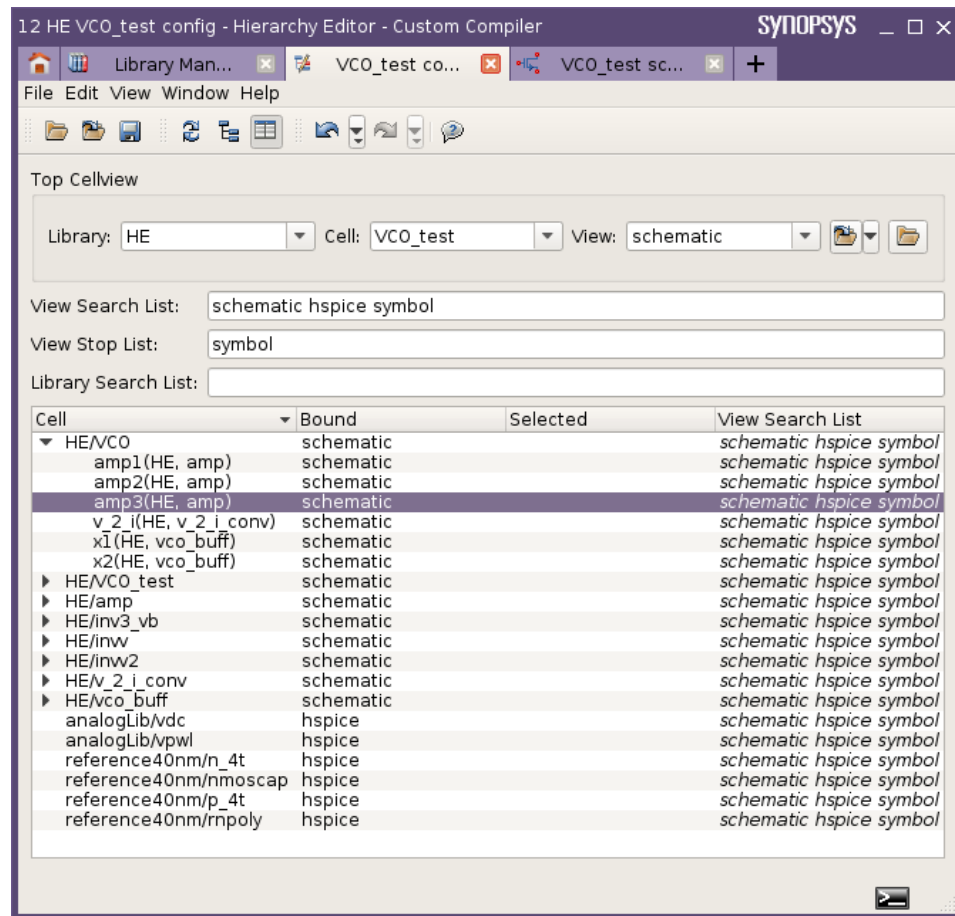 12 HE VCO_test config - Hierarchy Editor - Custom Compiler SYNOPSYS
Library Man... VCO_test co... VCO_test sc...
File Edit View Window Help
Top Cellview
Library: HE Cell: VCO_test View: schematic
View Search List: schematic hspice symbol
View Stop List: symbol
Library Search List:
Cell Bound Selected View Search List
HE/VCO schematic schematic hspice symbol
amp1(HE, amp) schematic schematic hspice symbol
amp2(HE, amp) schematic schematic hspice symbol
amp3(HE, amp) schematic schematic hspice symbol
v_2_i(HE, v_2_i_conv) schematic schematic hspice symbol
x1(HE, vco_buff) schematic schematic hspice symbol
x2(HE, vco_buff) schematic schematic hspice symbol
HE/VCO_test schematic schematic hspice symbol
HE/amp schematic schematic hspice symbol
HE/inv3_vb schematic schematic hspice symbol
HE/invv schematic schematic hspice symbol
HE/invv2 schematic schematic hspice symbol
HE/v_2_i_conv schematic schematic hspice symbol
HE/vco_buff schematic schematic hspice symbol
analogLib/vdc hspice schematic hspice symbol
analogLib/vpwl hspice schematic hspice symbol
reference40nm/n_4t hspice schematic hspice symbol
reference40nm/nmoscap hspice schematic hspice symbol
reference40nm/p_4t hspice schematic hspice symbol
reference40nm/rnpoly hspice schematic hspice symbol